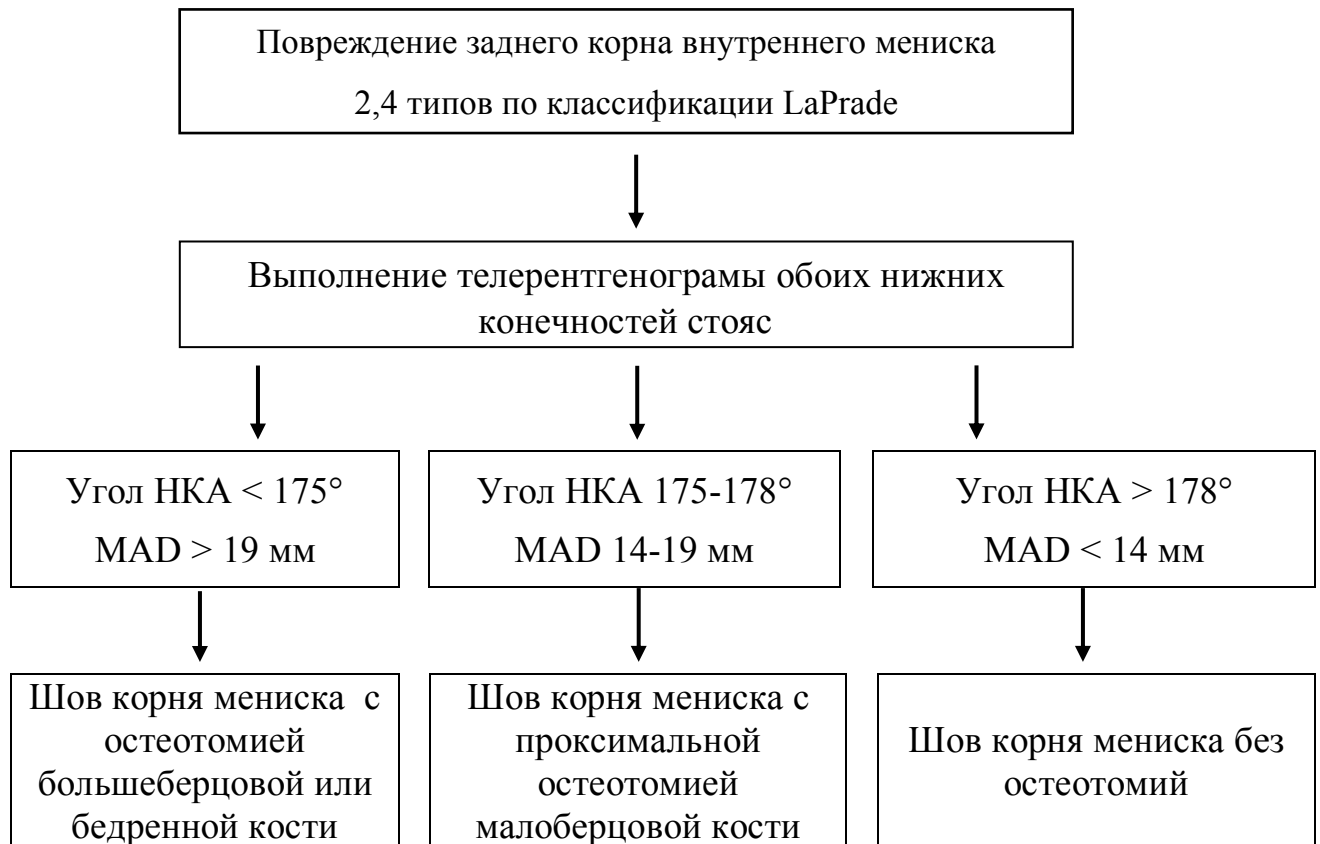 Повреждение заднего корна внутреннего мениска
2,4 типов по классификации LaPrade
Выполнение телерентгенограмы обоих нижних
конечностей стояс
Угол НКА < 175°
MAD > 19 мм
Угол НКА 175-178°
MAD 14-19 мм
Угол НКА > 178°
MAD < 14 мм
Шов корня мениска с
остеотомией
большеберцовой или
бедренной кости
Шов корня мениска с
проксимальной
остеотомией
малоберцовой кости
Шов корня мениска без
остеотомий